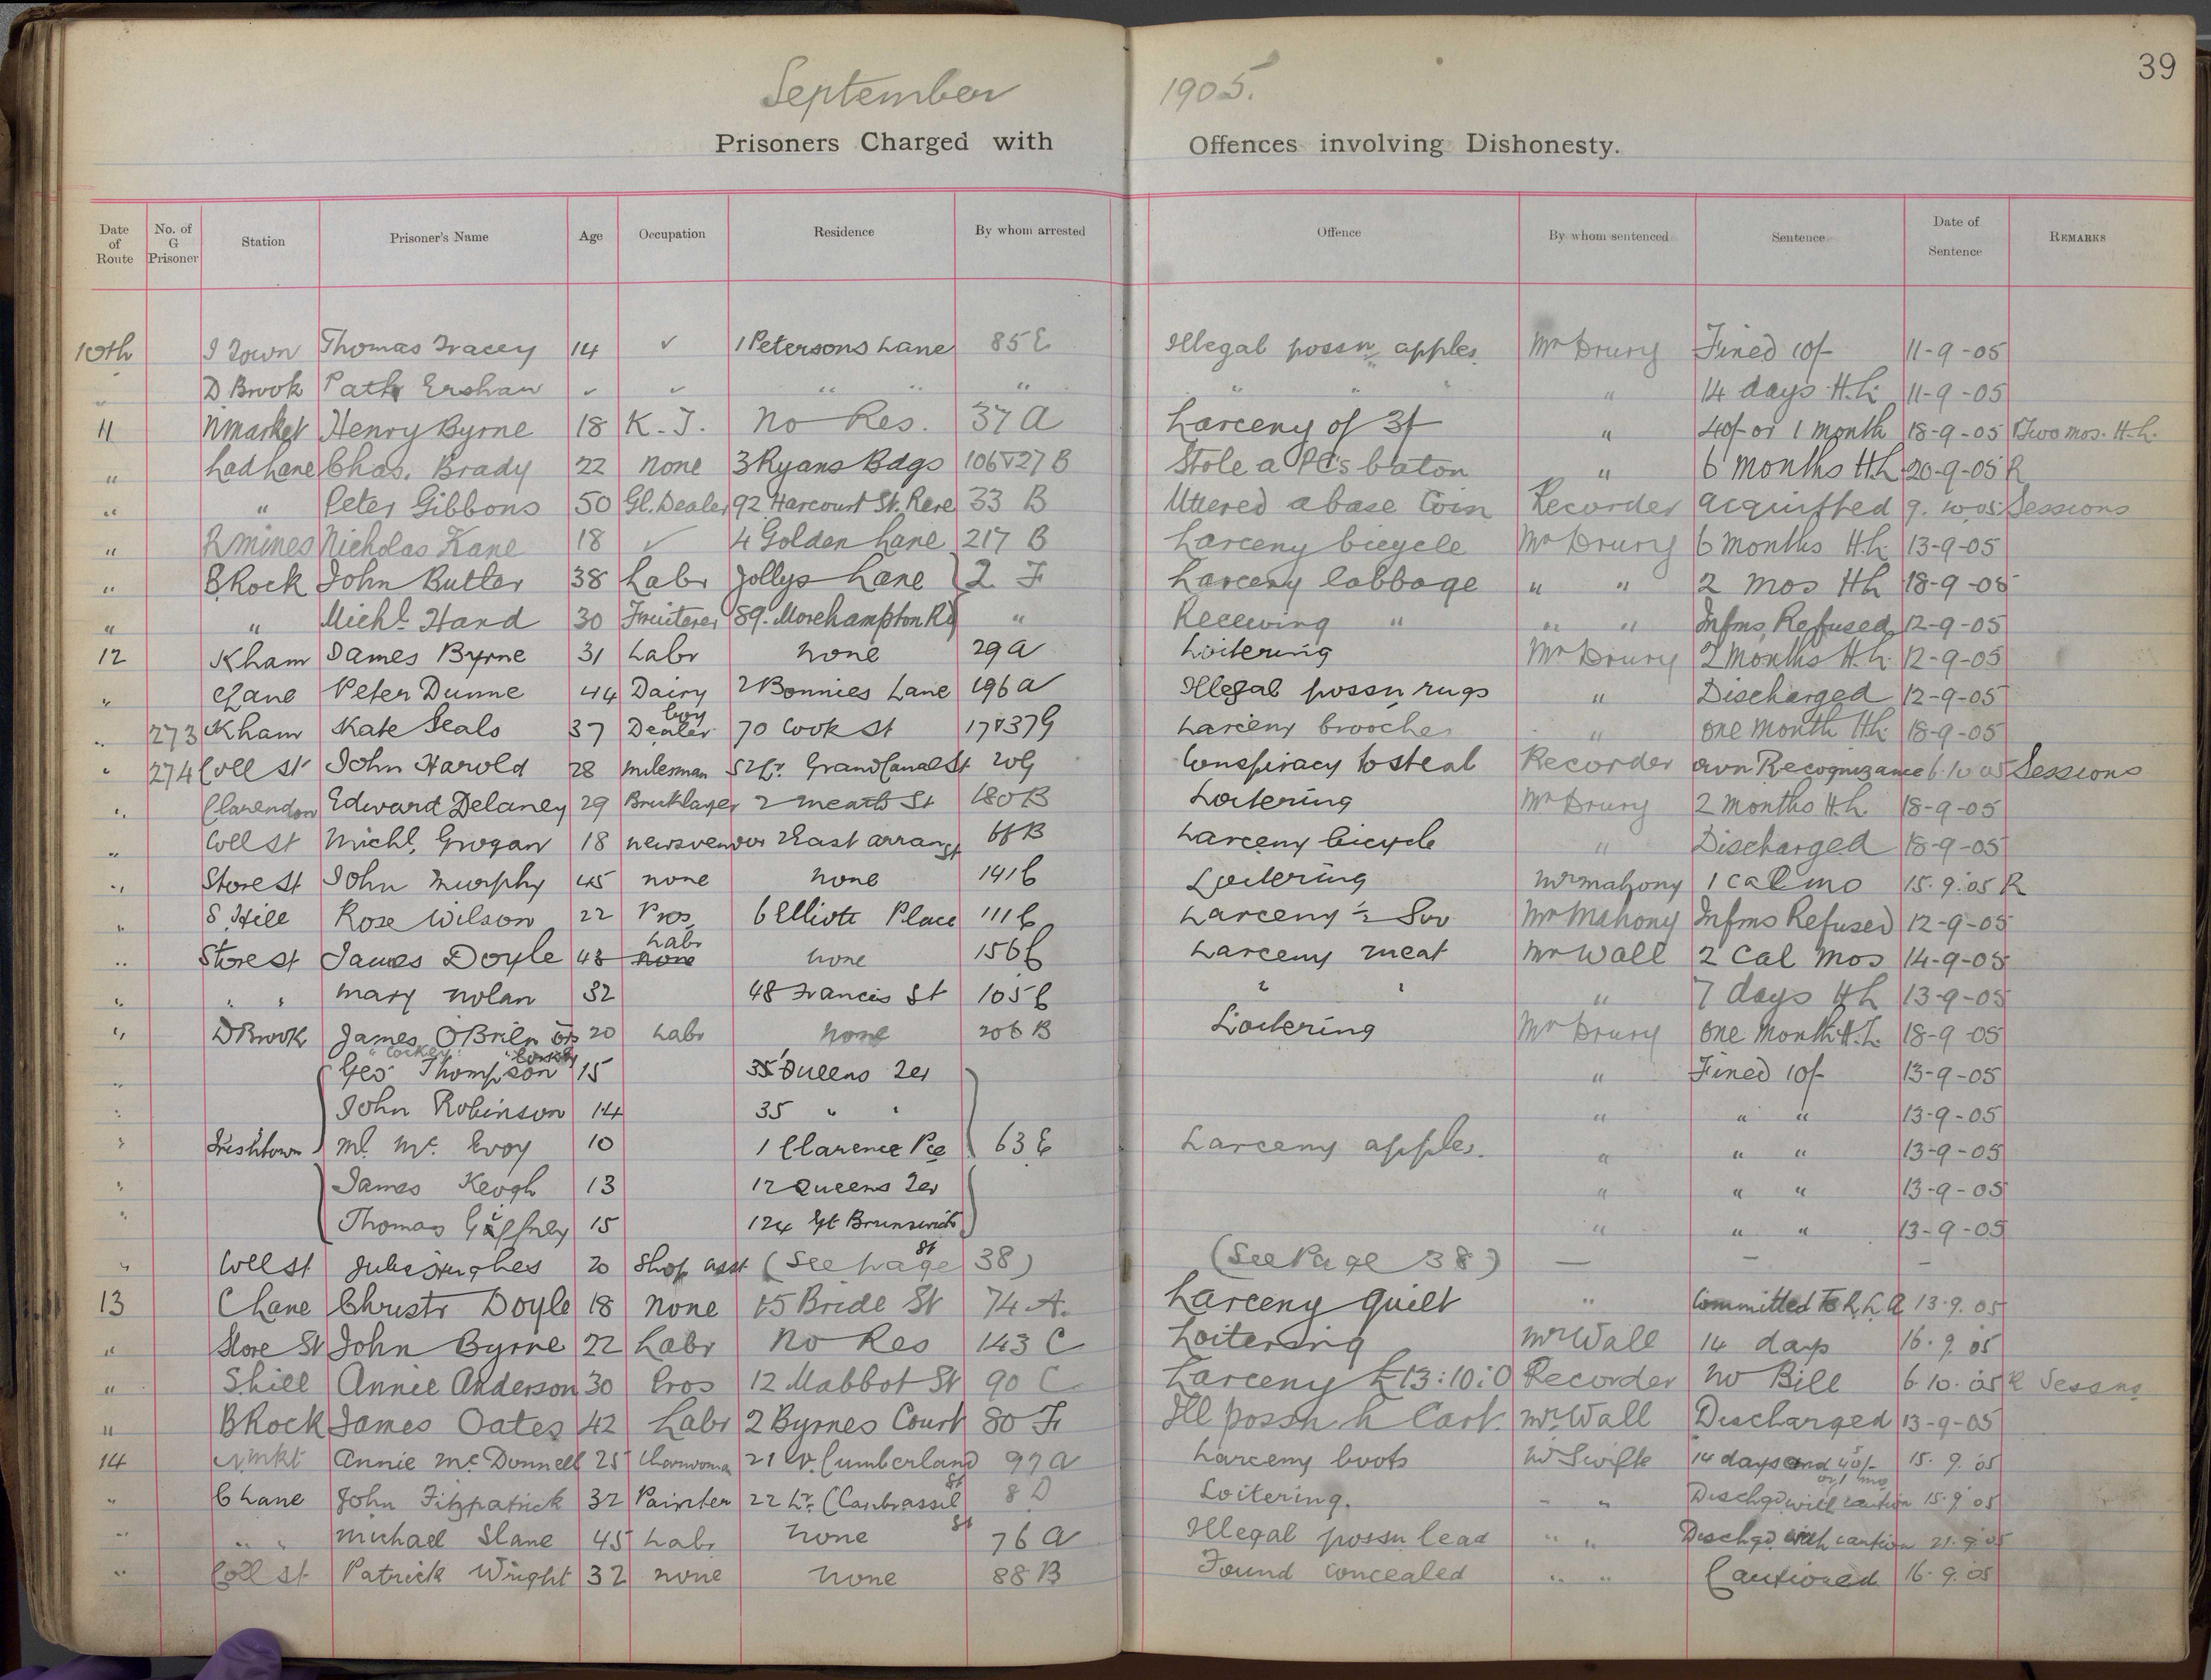 39
September 1905.
Prisoners Charged with Offences involving Dishonesty.
Date of Route No. of G Prisoner Station Prisoner's Name Age Occupation Residence By whom arrested Offence By whom sentenced Sentence Date of Sentence REMARKS
10th I Town Thomas Tracey 14 ✓ 1 Petersons Lane 85 E Illegal possn apples Mr Drury Fined 10/- 11-9-05
" D Brook Patk Ershaw ✓ ✓ " " " " " " " 14 days H.L. 11-9-05
11 Nmarket Henry Byrne 18 K.J. No Res. 37 A Larceny of 3/- " 40/- or 1 month 18-9-05 Two mos. H.L.
" Lad Lane Chas. Brady 22 none 3 Ryans Bdgs 106 & 27 B Stole a PC's baton " 6 months H.L. 20-9-05 R
" " Peter Gibbons 50 Gl. Dealer 92 Harcourt St. Rere 33 B Uttered a base Coin Recorder acquitted 9.10.05 Sessions
" Rmines Nicholas Kane 18 ✓ 4 Golden Lane 217 B Larceny bicycle Mr Drury 6 months H.L. 13-9-05
" B Rock John Butler 38 Labr Jollys Lane } 2 F Larceny Cabbage " " 2 mos H.L. 18-9-05
" " Michl. Hand 30 Fruiterer 89. Morehampton Rd } " Receiving " " " Infms Refused 12-9-05
12 Kham James Byrne 31 Labr none 29 A Loitering Mr Drury 2 months H.L. 12-9-05
" C Lane Peter Dunne 44 Dairy boy 2 Bonnies Lane 196 A Illegal possn rugs " Discharged 12-9-05
" 273 Kham Kate Seals 37 Dealer 70 Cook St 17 & 37 G Larceny brooches " one month H.L. 18-9-05
" 274 Coll St John Harold 28 milesman 52 Lr. Grand Canal St 20 G Conspiracy to steal Recorder own Recognizance 6.10.05 Sessions
" Clarendon Edward Delaney 29 Bricklayer 2 Meath St 180 B Loitering Mr Drury 2 months H.L. 18-9-05
" Coll St Michl. Grogan 18 newsvendor 2 East arran St 66 B Larceny bicycle " Discharged 18-9-05
" Store St John Murphy 45 none none 141 C Loitering Mr Mahony 1 cal mo 15.9.05 R
" S. Hill Rose Wilson 22 Pros 6 Elliott Place 111 C Larceny ½ Sov Mr Mahony Infms Refused 12-9-05
" Store St James Doyle 43 none Labr none 156 C Larceny meat Mr Wall 2 Cal mos 14-9-05
" " " Mary Nolan 32 48 Francis St 105 C " " " 7 days H.L. 13-9-05
" D Brook James O'Brien or 20 Labr none 206 B Loitering Mr Drury one month H.L. 18-9-05
" Geo Thompson 15 35 Queens Ter " Fined 10/- 13-9-05
" John Robinson 14 35 " " " " " 13-9-05
" Irishtown Ml. Mc. Evoy 10 1 Clarence Pce 63 E Larceny apples. " " " 13-9-05
" James Keogh 13 12 Queens Ter " " " 13-9-05
" Thomas Gaffney 15 124 Gt Brunswick St " " " 13-9-05
" Coll St Julia Hughes 20 Shop asst (See page 38) (See Page 38) — — —
13 C Lane Christr Doyle 18 none 15 Bride St 74 A. Larceny quilt " Committed to 13.9.05
" Store St John Byrne 22 Labr No Res 143 C Loitering Mr Wall 14 days 16.9.05
" S. hill Annie Anderson 30 Pros 12 Mabbot St 90 C Larceny £13:10:0 Recorder No Bill 6.10.05 R Sessns
" B Rock James Oates 42 Labr 2 Byrnes Court 80 F Ill possn h Cart. Mr Wall Discharged 13-9-05
14 Nmkt Annie Mc Donnell 25 Charwoman 21 Cumberland St 97 A Larceny boots Mr Swifte 14 days and 40/- or 1 mo 15.9.05
" C Lane John Fitzpatrick 32 Painter 22 Lr. Clanbrassil St 8 D Loitering. " " Dischgd with caution 15.9.05
" " " Michael Slane 45 Labr none 76 A Illegal possn lead " " Dischgd with caution 21.9.05
" Coll St Patrick Wright 32 none none 88 B Found concealed " " Cautioned 16.9.05